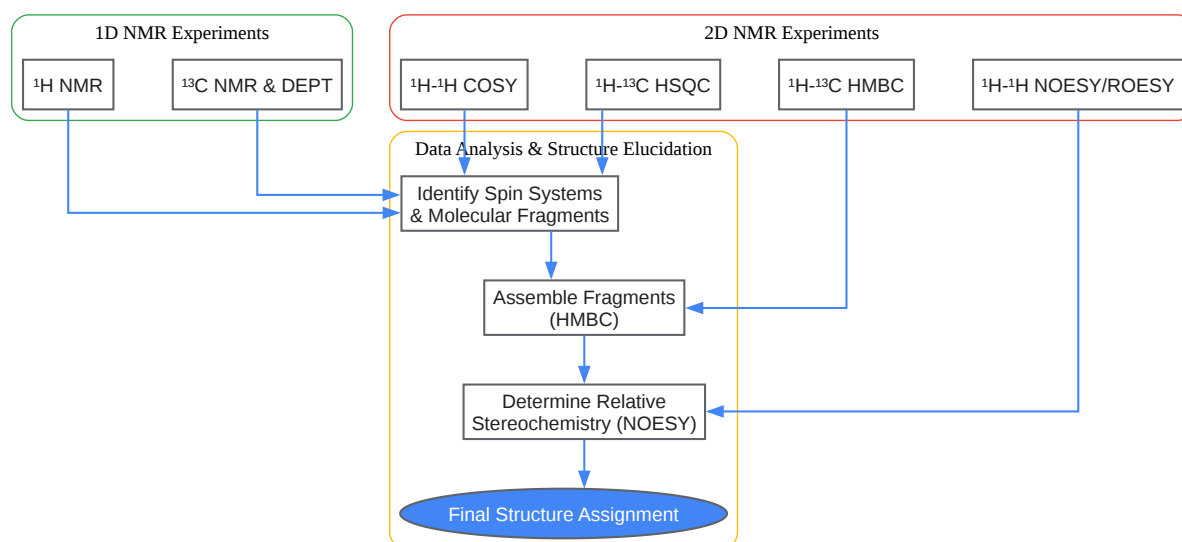 1D NMR Experiments
2D NMR Experiments
¹H NMR
¹³C NMR & DEPT
¹H-¹H COSY
¹H-¹³C HSQC
¹H-¹³C HMBC
¹H-¹H NOESY/ROESY
Data Analysis & Structure Elucidation
Identify Spin Systems
& Molecular Fragments
Assemble Fragments
(HMBC)
Determine Relative
Stereochemistry (NOESY)
Final Structure Assignment